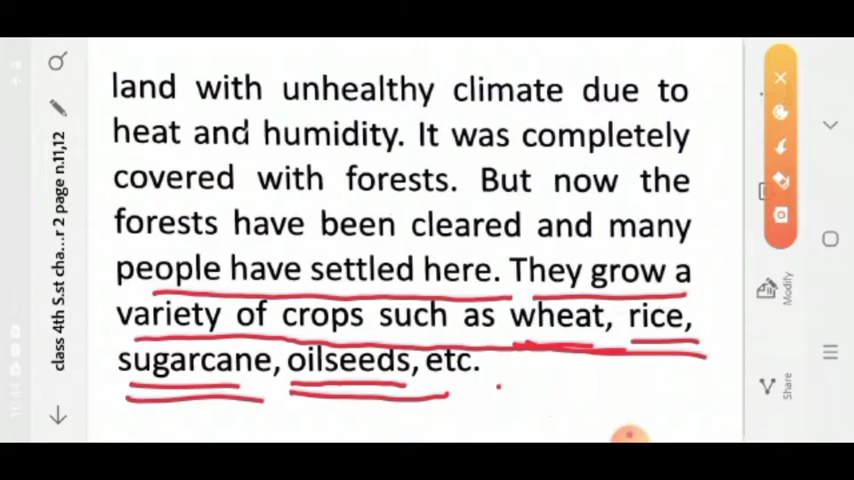 land with unhealthy climate due to
heat and humidity. It was completely
covered with forests. But now the
forests have been cleared and many
people have settled here. They grow a
variety of crops such as wheat, rice,
sugarcane, oilseeds, etc.
class 4th S.st cha...r 2 page n.11,12
Modify
Share